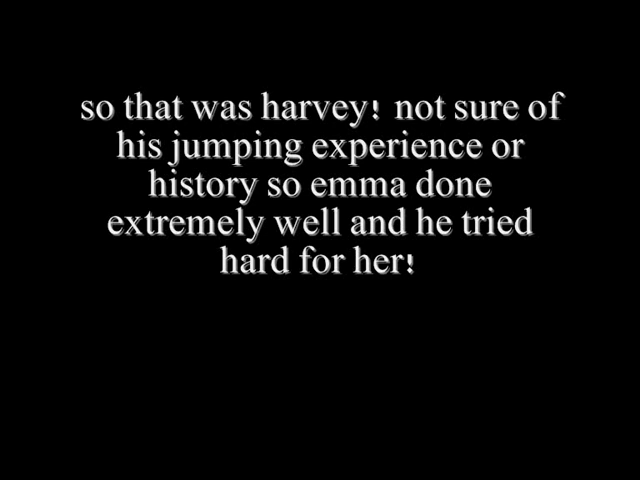 so that was harvey! not sure of
his jumping experience or
history so emma done
extremely well and he tried
hard for her!